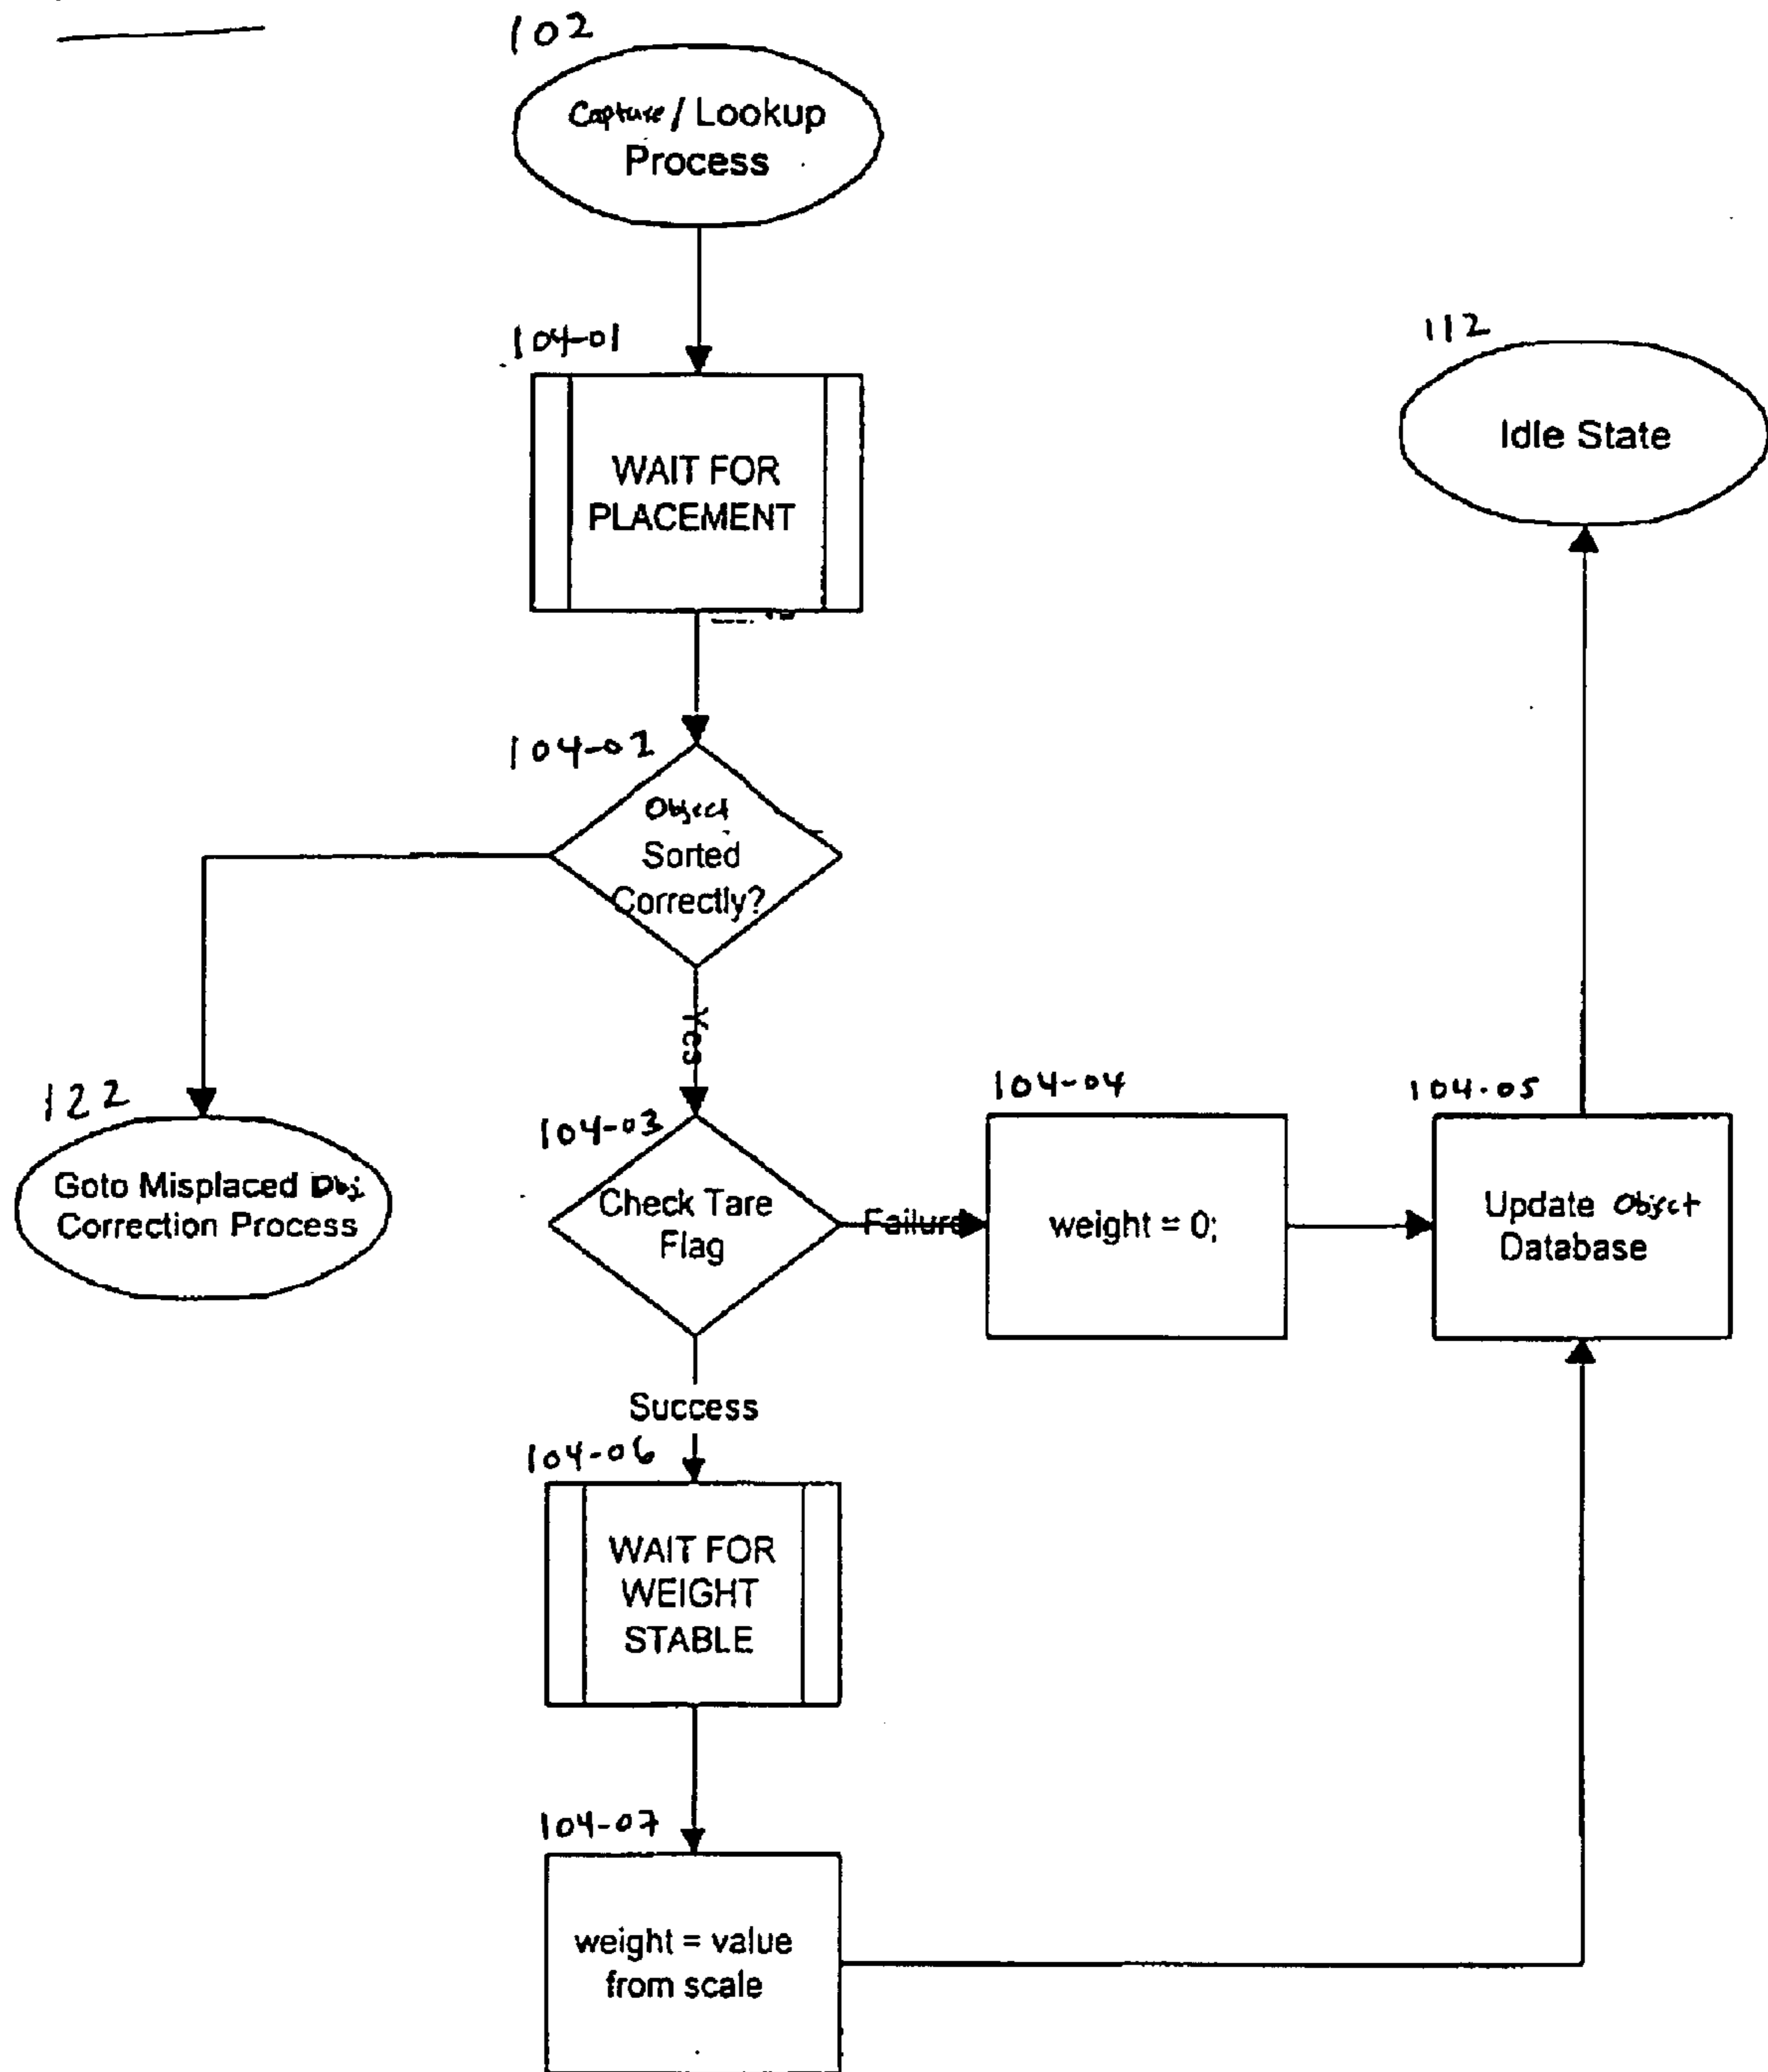 102
Capture / Lookup
Process
104-01
WAIT FOR
PLACEMENT
112
Idle State
104-02
Object
Sorted
Correctly?
Yes
122
Goto Misplaced Obj
Correction Process
104-03
Check Tare
Flag
Failure
104-04
weight = 0;
104-05
Update Object
Database
Success
104-06
WAIT FOR
WEIGHT
STABLE
104-07
weight = value
from scale